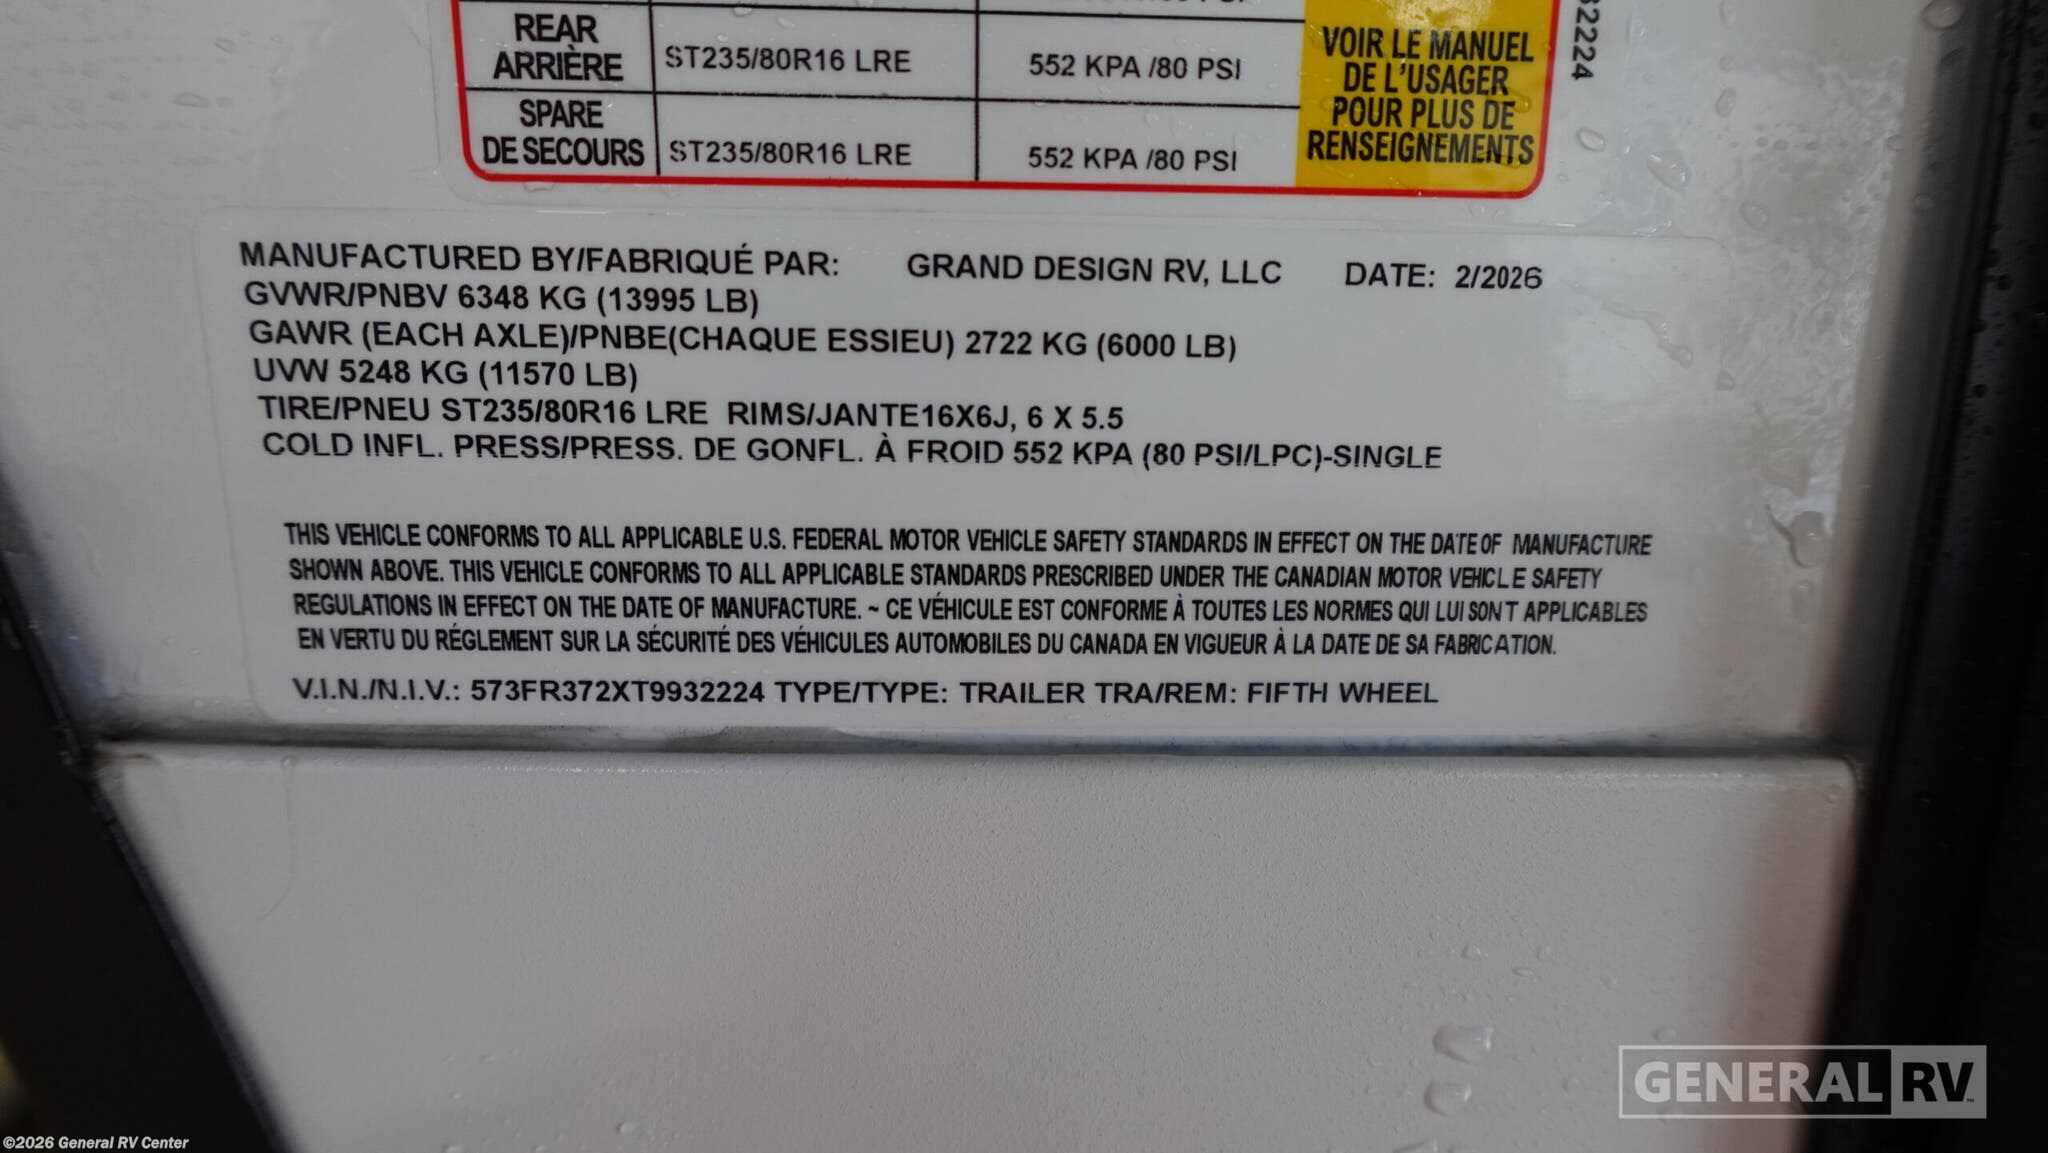 REAR
ARRIÈRE
ST235/80R16 LRE
552 KPA /80 PSI
SPARE
DE SECOURS
ST235/80R16 LRE
552 KPA /80 PSI
VOIR LE MANUEL
DE L'USAGER
POUR PLUS DE
RENSEIGNEMENTS
32224
MANUFACTURED BY/FABRIQUÉ PAR: GRAND DESIGN RV, LLC DATE: 2/2026
GVWR/PNBV 6348 KG (13995 LB)
GAWR (EACH AXLE)/PNBE(CHAQUE ESSIEU) 2722 KG (6000 LB)
UVW 5248 KG (11570 LB)
TIRE/PNEU ST235/80R16 LRE RIMS/JANTE16X6J, 6 X 5.5
COLD INFL. PRESS/PRESS. DE GONFL. À FROID 552 KPA (80 PSI/LPC)-SINGLE
THIS VEHICLE CONFORMS TO ALL APPLICABLE U.S. FEDERAL MOTOR VEHICLE SAFETY STANDARDS IN EFFECT ON THE DATE OF MANUFACTURE
SHOWN ABOVE. THIS VEHICLE CONFORMS TO ALL APPLICABLE STANDARDS PRESCRIBED UNDER THE CANADIAN MOTOR VEHICLE SAFETY
REGULATIONS IN EFFECT ON THE DATE OF MANUFACTURE. ~ CE VÉHICULE EST CONFORME À TOUTES LES NORMES QUI LUI SONT APPLICABLES
EN VERTU DU RÉGLEMENT SUR LA SÉCURITÉ DES VÉHICULES AUTOMOBILES DU CANADA EN VIGUEUR À LA DATE DE SA FABRICATION.
V.I.N./N.I.V.: 573FR372XT9932224 TYPE/TYPE: TRAILER TRA/REM: FIFTH WHEEL
GENERAL RV
©2026 General RV Center